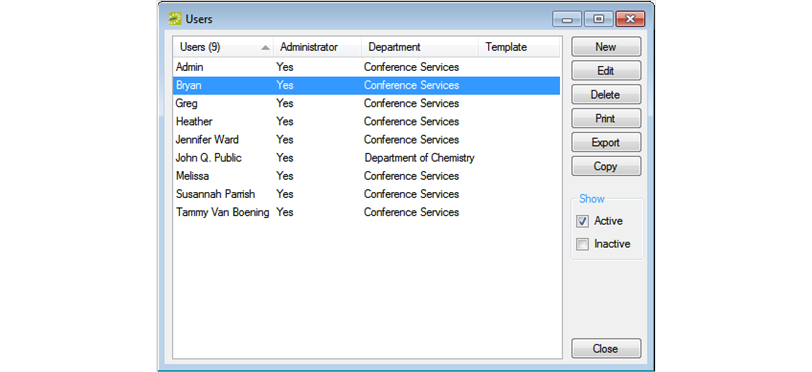 Users
Users (9) Administrator Department Template
Admin Yes Conference Services
Bryan Yes Conference Services
Greg Yes Conference Services
Heather Yes Conference Services
Jennifer Ward Yes Conference Services
John Q. Public Yes Department of Chemistry
Melissa Yes Conference Services
Susannah Parrish Yes Conference Services
Tammy Van Boening Yes Conference Services
New
Edit
Delete
Print
Export
Copy
Show
Active
Inactive
Close